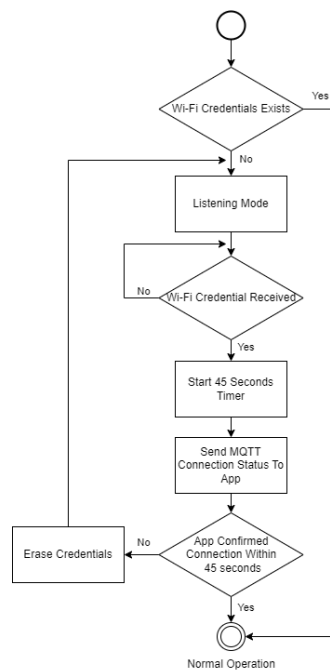 Wi-Fi Credentials Exists
Yes
No
Listening Mode
Wi-Fi Credential Received
No
Yes
Start 45 Seconds
Timer
Send MQTT
Connection Status To
App
App Confirmed
Connection Within
45 seconds
No
Erase Credentials
Yes
Normal Operation